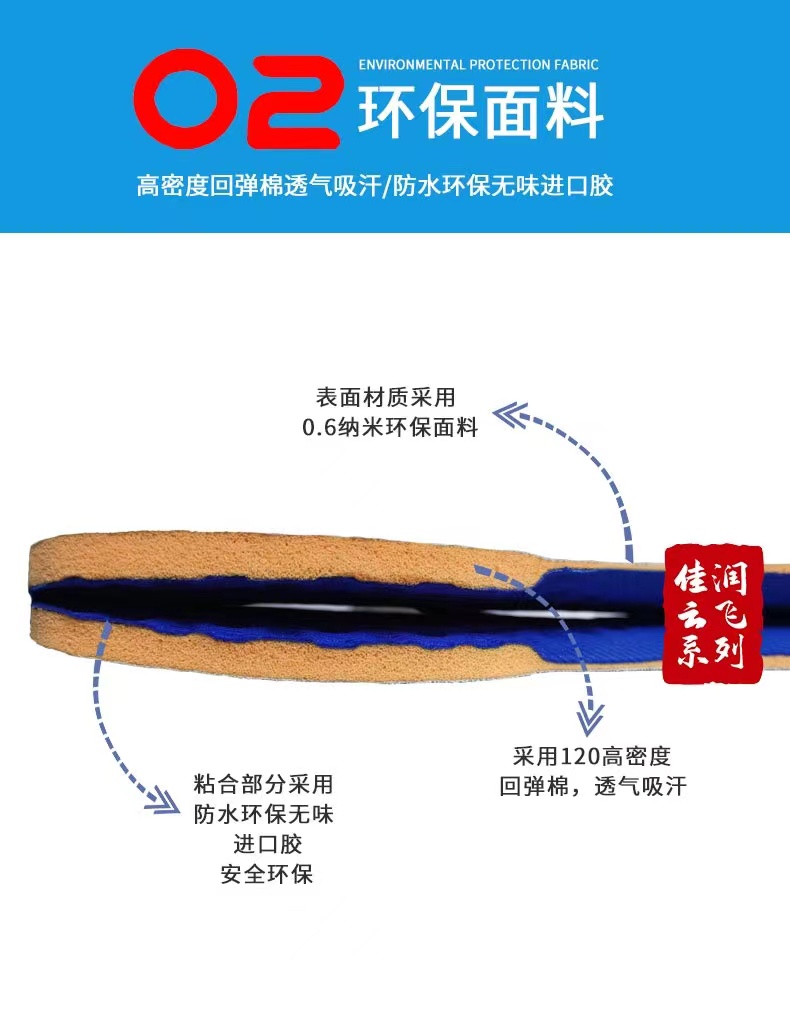 02
ENVIRONMENTAL PROTECTION FABRIC
环保面料
高密度回弹棉透气吸汗/防水环保无味进口胶
表面材质采用
0.6纳米环保面料
佳润
云飞
系列
采用120高密度
回弹棉，透气吸汗
粘合部分采用
防水环保无味
进口胶
安全环保